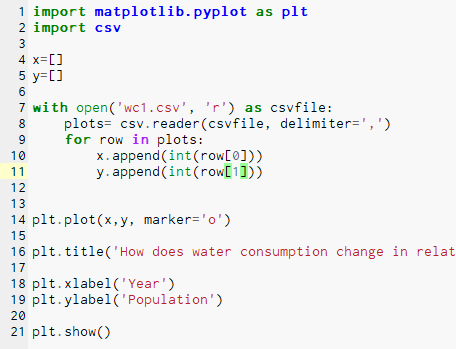 1 import matplotlib.pyplot as plt
2 import csv
3
4 x=[]
5 y=[]
6
7 with open('wc1.csv', 'r') as csvfile:
8     plots= csv.reader(csvfile, delimiter=',')
9     for row in plots:
10         x.append(int(row[0]))
11         y.append(int(row[1]))
12
13
14 plt.plot(x,y, marker='o')
15
16 plt.title('How does water consumption change in relat
17
18 plt.xlabel('Year')
19 plt.ylabel('Population')
20
21 plt.show()